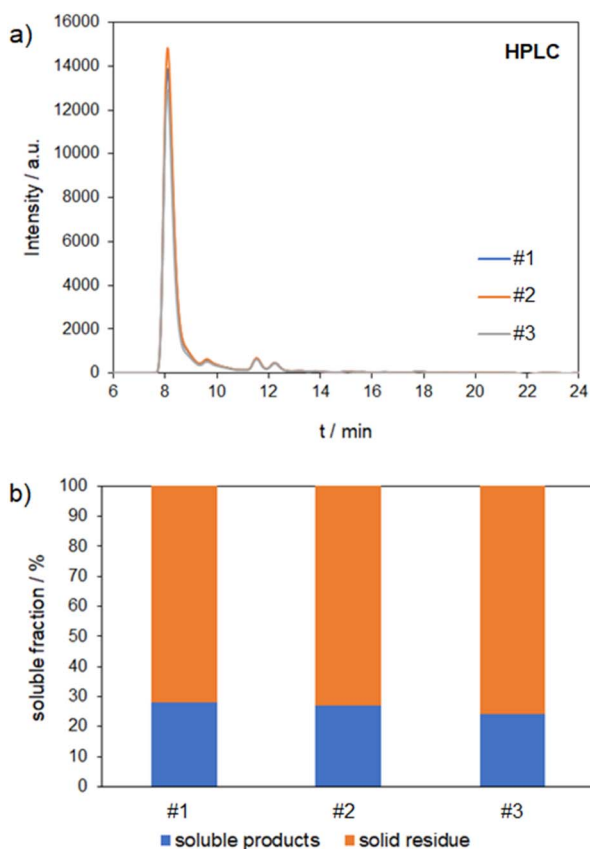 a)
HPLC
Intensity / a.u.
16000
14000
12000
10000
8000
6000
4000
2000
0
#1
#2
#3
6 8 10 12 14 16 18 20 22 24
t / min
b)
soluble fraction / %
100
90
80
70
60
50
40
30
20
10
0
#1 #2 #3
soluble products solid residue